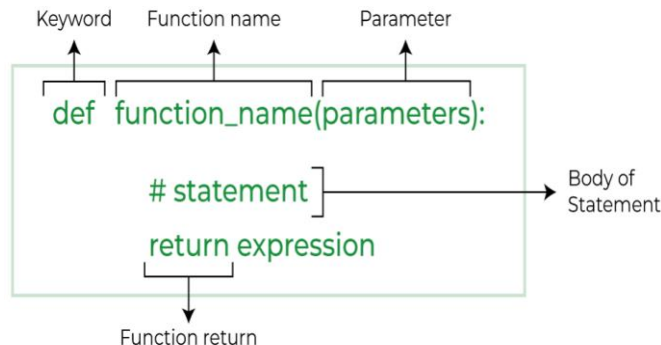 Keyword
Function name
Parameter
def function_name(parameters):
# statement
Body of
Statement
return expression
Function return